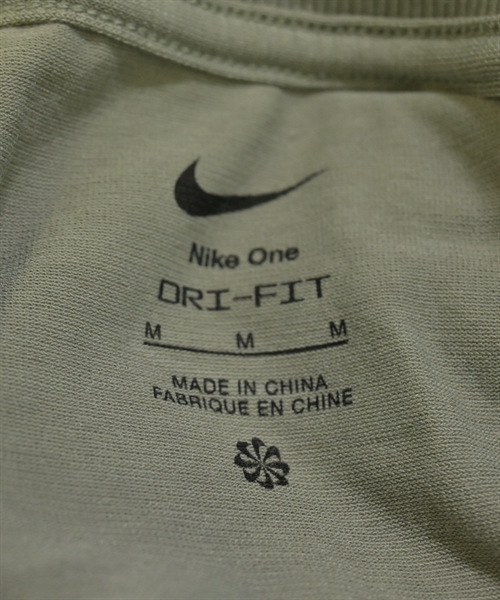 Nike One
DRI-FIT
M M M
MADE IN CHINA
FABRIQUE EN CHINE